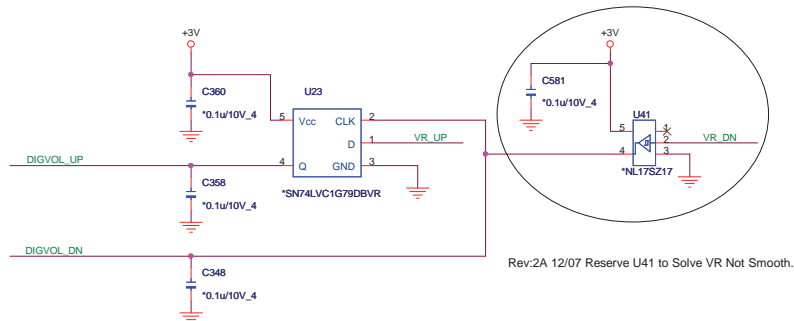 +3V
+3V
C360
*0.1u/10V_4
U23
C581
*0.1u/10V_4
U41
5 Vcc CLK 2
D 1 VR_UP
4 Q GND 3
5 1
2 VR_DN
4 3
*NL17SZ17
DIGVOL_UP
C358
*0.1u/10V_4
*SN74LVC1G79DBVR
DIGVOL_DN
C348
*0.1u/10V_4
Rev:2A 12/07 Reserve U41 to Solve VR Not Smooth.